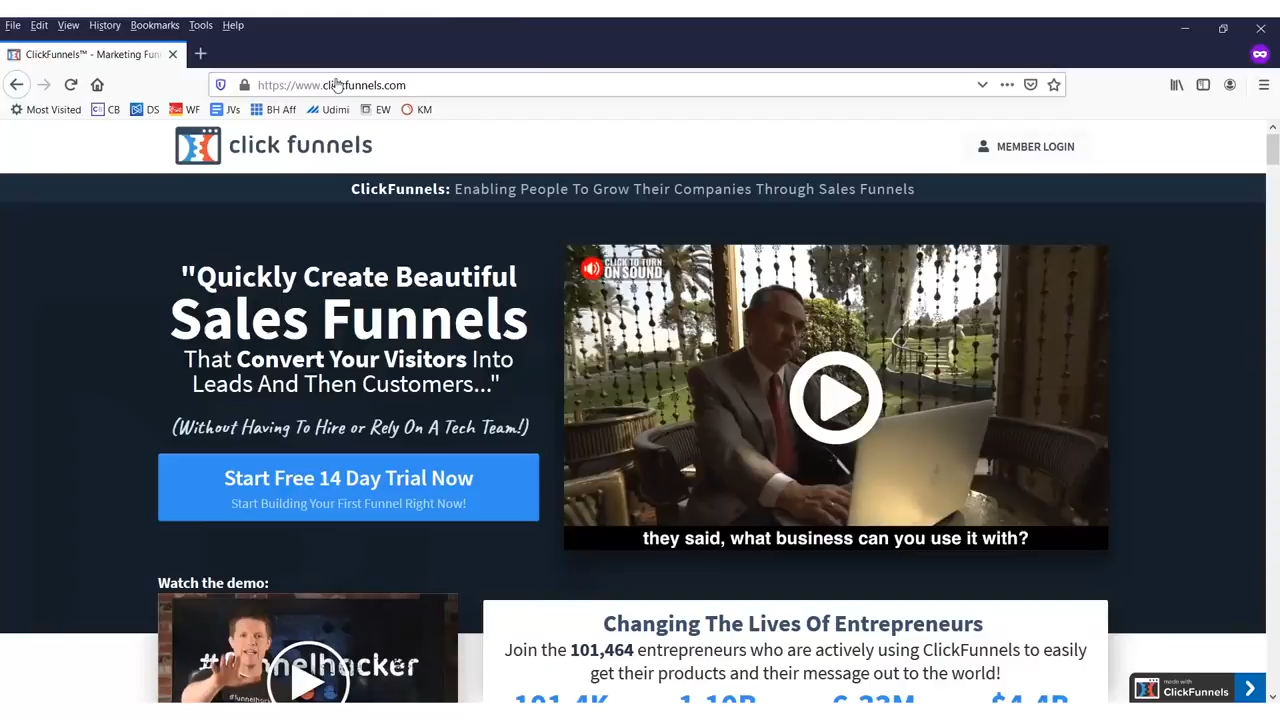 File Edit View History Bookmarks Tools Help
ClickFunnels™ - Marketing Fun
https://www.clickfunnels.com
Most Visited CB DS WF JVs BH Aff Udimi EW KM
click funnels
MEMBER LOGIN
ClickFunnels: Enabling People To Grow Their Companies Through Sales Funnels
"Quickly Create Beautiful
Sales Funnels
That Convert Your Visitors Into
Leads And Then Customers..."
(Without Having To Hire or Rely On A Tech Team!)
Start Free 14 Day Trial Now
Start Building Your First Funnel Right Now!
CLICK TO TURN
ON SOUND
they said, what business can you use it with?
Watch the demo:
Changing The Lives Of Entrepreneurs
Join the 101,464 entrepreneurs who are actively using ClickFunnels to easily
get their products and their message out to the world!
101.4K
made with
ClickFunnels